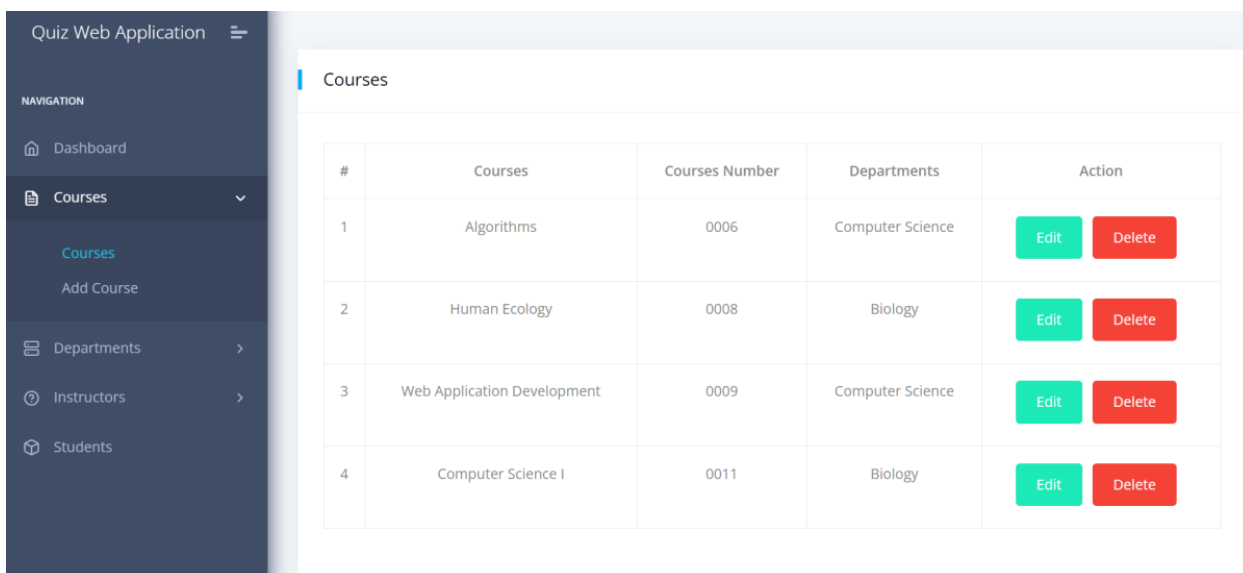 Quiz Web Application
NAVIGATION
Dashboard
Courses
Courses
Add Course
Departments
Instructors
Students
Courses
# Courses Courses Number Departments Action
1 Algorithms 0006 Computer Science Edit Delete
2 Human Ecology 0008 Biology Edit Delete
3 Web Application Development 0009 Computer Science Edit Delete
4 Computer Science I 0011 Biology Edit Delete